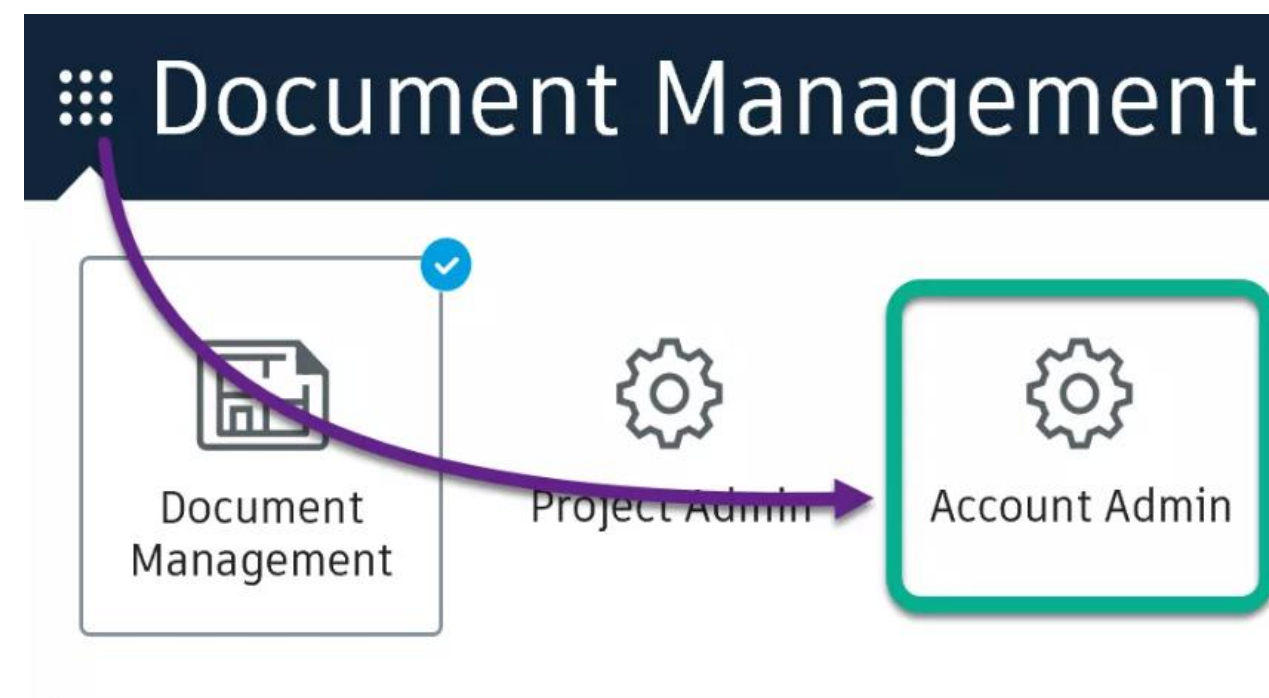 Document Management
Document
Management
Project Admin
Account Admin